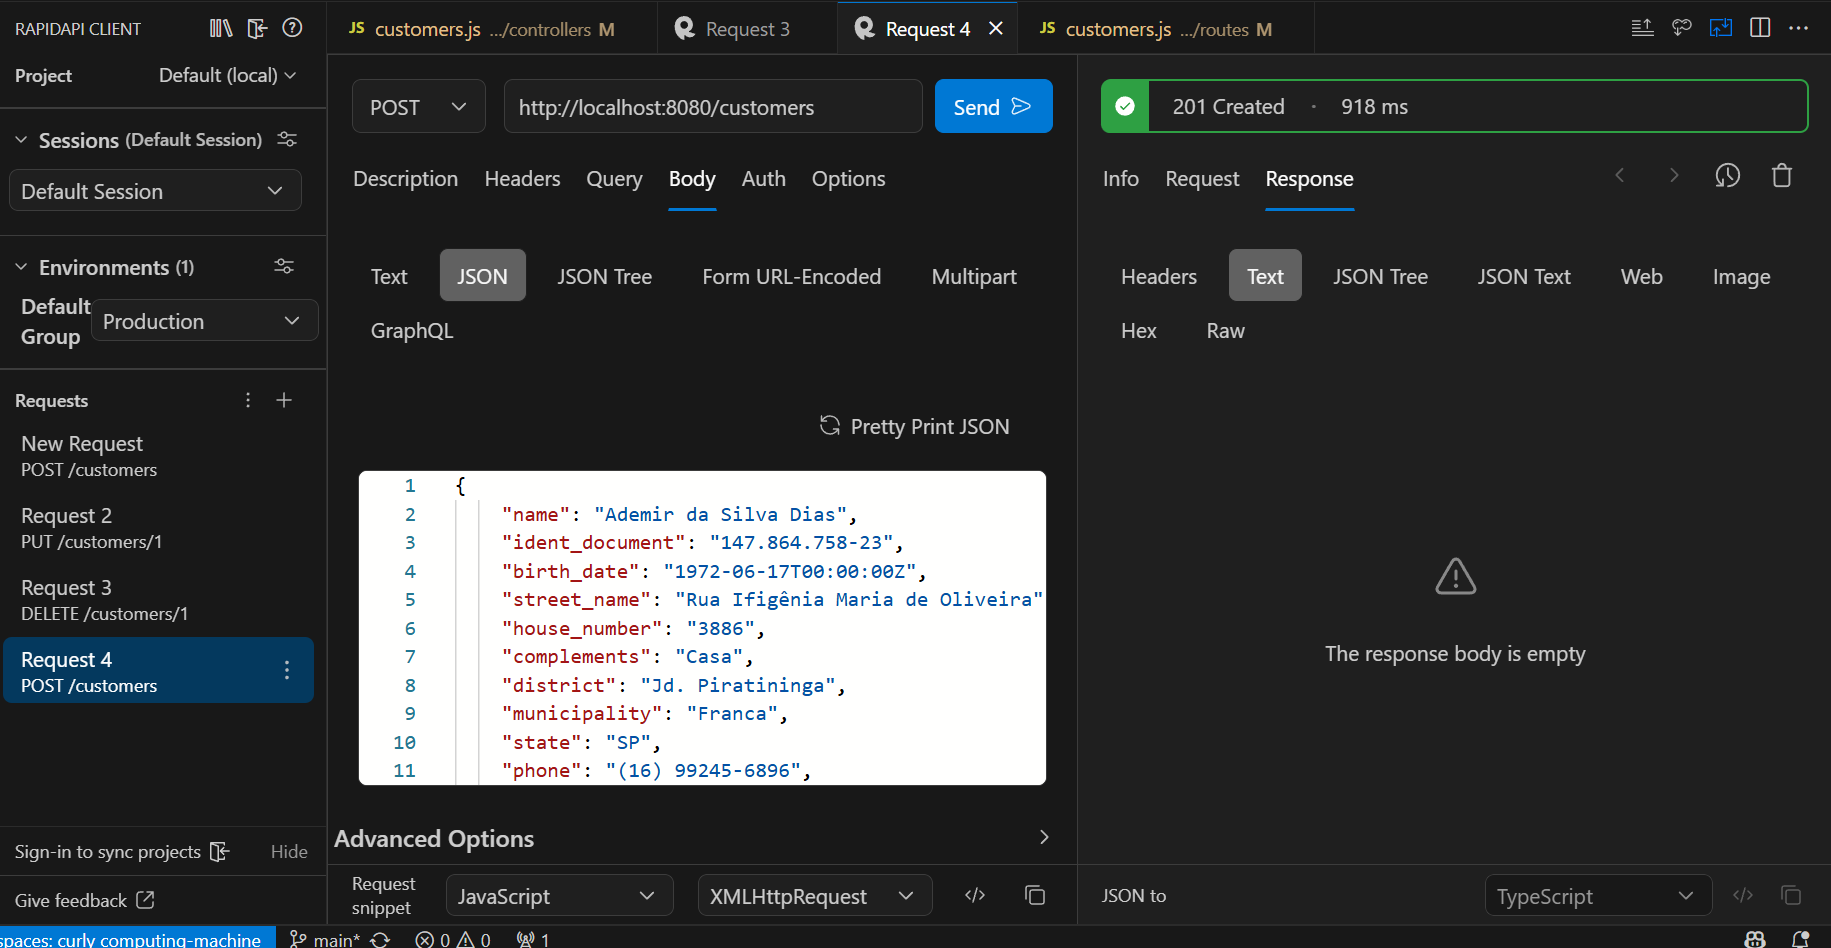 RAPIDAPI CLIENT
Project Default (local)
Sessions (Default Session)
Default Session
Environments (1)
Default Group
Production
Requests
New Request
POST /customers
Request 2
PUT /customers/1
Request 3
DELETE /customers/1
Request 4
POST /customers
Sign-in to sync projects Hide
Give feedback
JS customers.js .../controllers M
Request 3
Request 4
JS customers.js .../routes M
POST
http://localhost:8080/customers
Send
Description Headers Query Body Auth Options
Text JSON JSON Tree Form URL-Encoded Multipart
GraphQL
Pretty Print JSON
1 {
2 "name": "Ademir da Silva Dias",
3 "ident_document": "147.864.758-23",
4 "birth_date": "1972-06-17T00:00:00Z",
5 "street_name": "Rua Ifigênia Maria de Oliveira"
6 "house_number": "3886",
7 "complements": "Casa",
8 "district": "Jd. Piratininga",
9 "municipality": "Franca",
10 "state": "SP",
11 "phone": "(16) 99245-6896",
Advanced Options
Request snippet
JavaScript
XMLHttpRequest
201 Created · 918 ms
Info Request Response
Headers Text JSON Tree JSON Text Web Image
Hex Raw
The response body is empty
JSON to
TypeScript
spaces: curly computing-machine main* 0 0 1